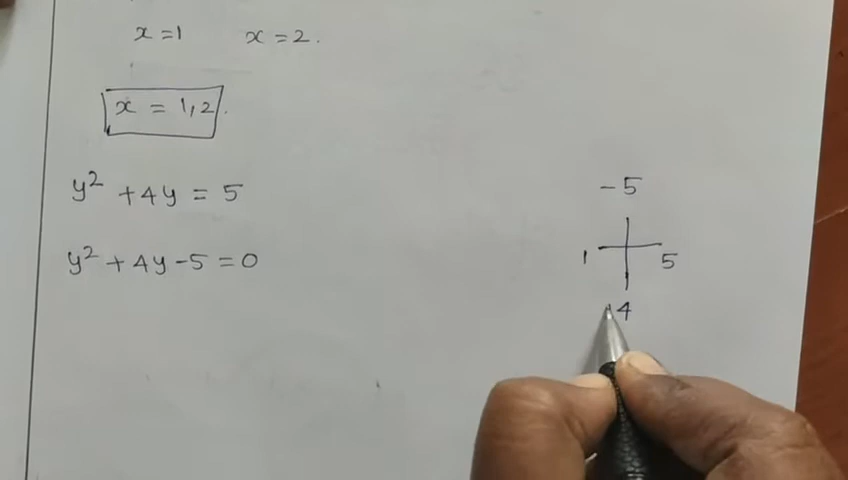 x = 1 x = 2.
x = 1, 2.
y² + 4y = 5
y² + 4y - 5 = 0
- 5
1 5
4